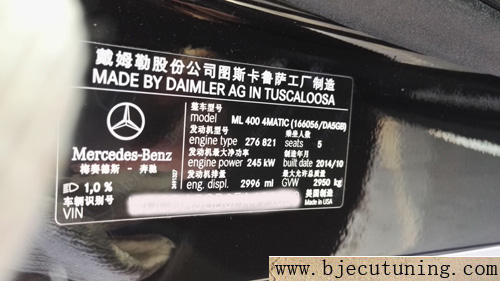 戴姆勒股份公司图斯卡鲁萨工厂制造
MADE BY DAIMLER AG IN TUSCALOOSA
整车型号
model ML 400 4MATIC (166056/DA5GB)
发动机型号 乘坐人数
engine type 276 821 seats 5
发动机最大净功率 制造年月
engine power 245 kW 2014/10
发动机排量 最大允许总质量
eng. displ. 2996 ml GVW 2950 kg
Mercedes-Benz
梅赛德斯 - 奔驰
1,0 %
车辆识别号
VIN
美国制造
Made in USA
www.bjecutuning.com